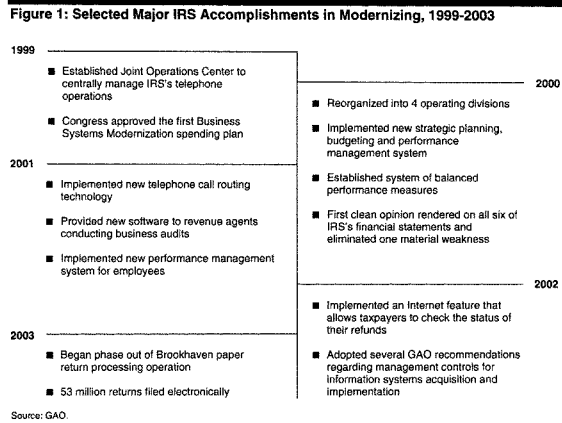 Figure 1: Selected Major IRS Accomplishments in Modernizing, 1999-2003
1999
■ Established Joint Operations Center to
centrally manage IRS's telephone
operations
■ Congress approved the first Business
Systems Modernization spending plan
2000
■ Reorganized into 4 operating divisions
■ Implemented new strategic planning,
budgeting and performance
management system
■ Established system of balanced
performance measures
■ First clean opinion rendered on all six of
IRS's financial statements and
eliminated one material weakness
2001
■ Implemented new telephone call routing
technology
■ Provided new software to revenue agents
conducting business audits
■ Implemented new performance management
system for employees
2002
■ Implemented an Internet feature that
allows taxpayers to check the status of
their refunds
■ Adopted several GAO recommendations
regarding management controls for
information systems acquisition and
implementation
2003
■ Began phase out of Brookhaven paper
return processing operation
■ 53 million returns filed electronically
Source: GAO.